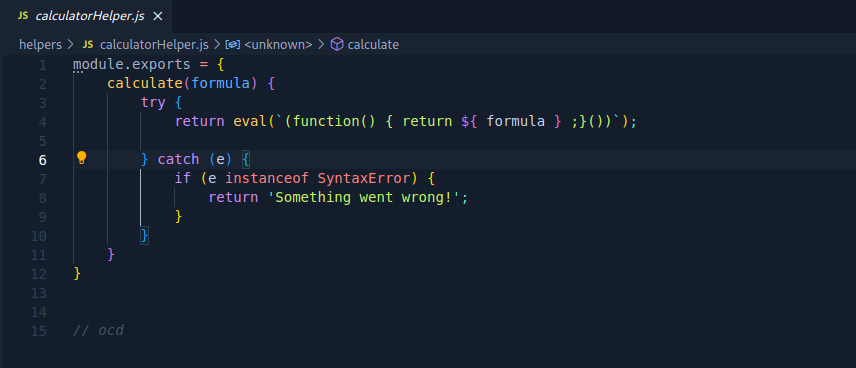 JS calculatorHelper.js ×
helpers > JS calculatorHelper.js > <unknown> > calculate
1 module.exports = {
2 calculate(formula) {
3 try {
4 return eval(`(function() { return ${ formula } ;}())`);
5
6 } catch (e) {
7 if (e instanceof SyntaxError) {
8 return 'Something went wrong!';
9 }
10 }
11 }
12 }
13
14
15 // ocd